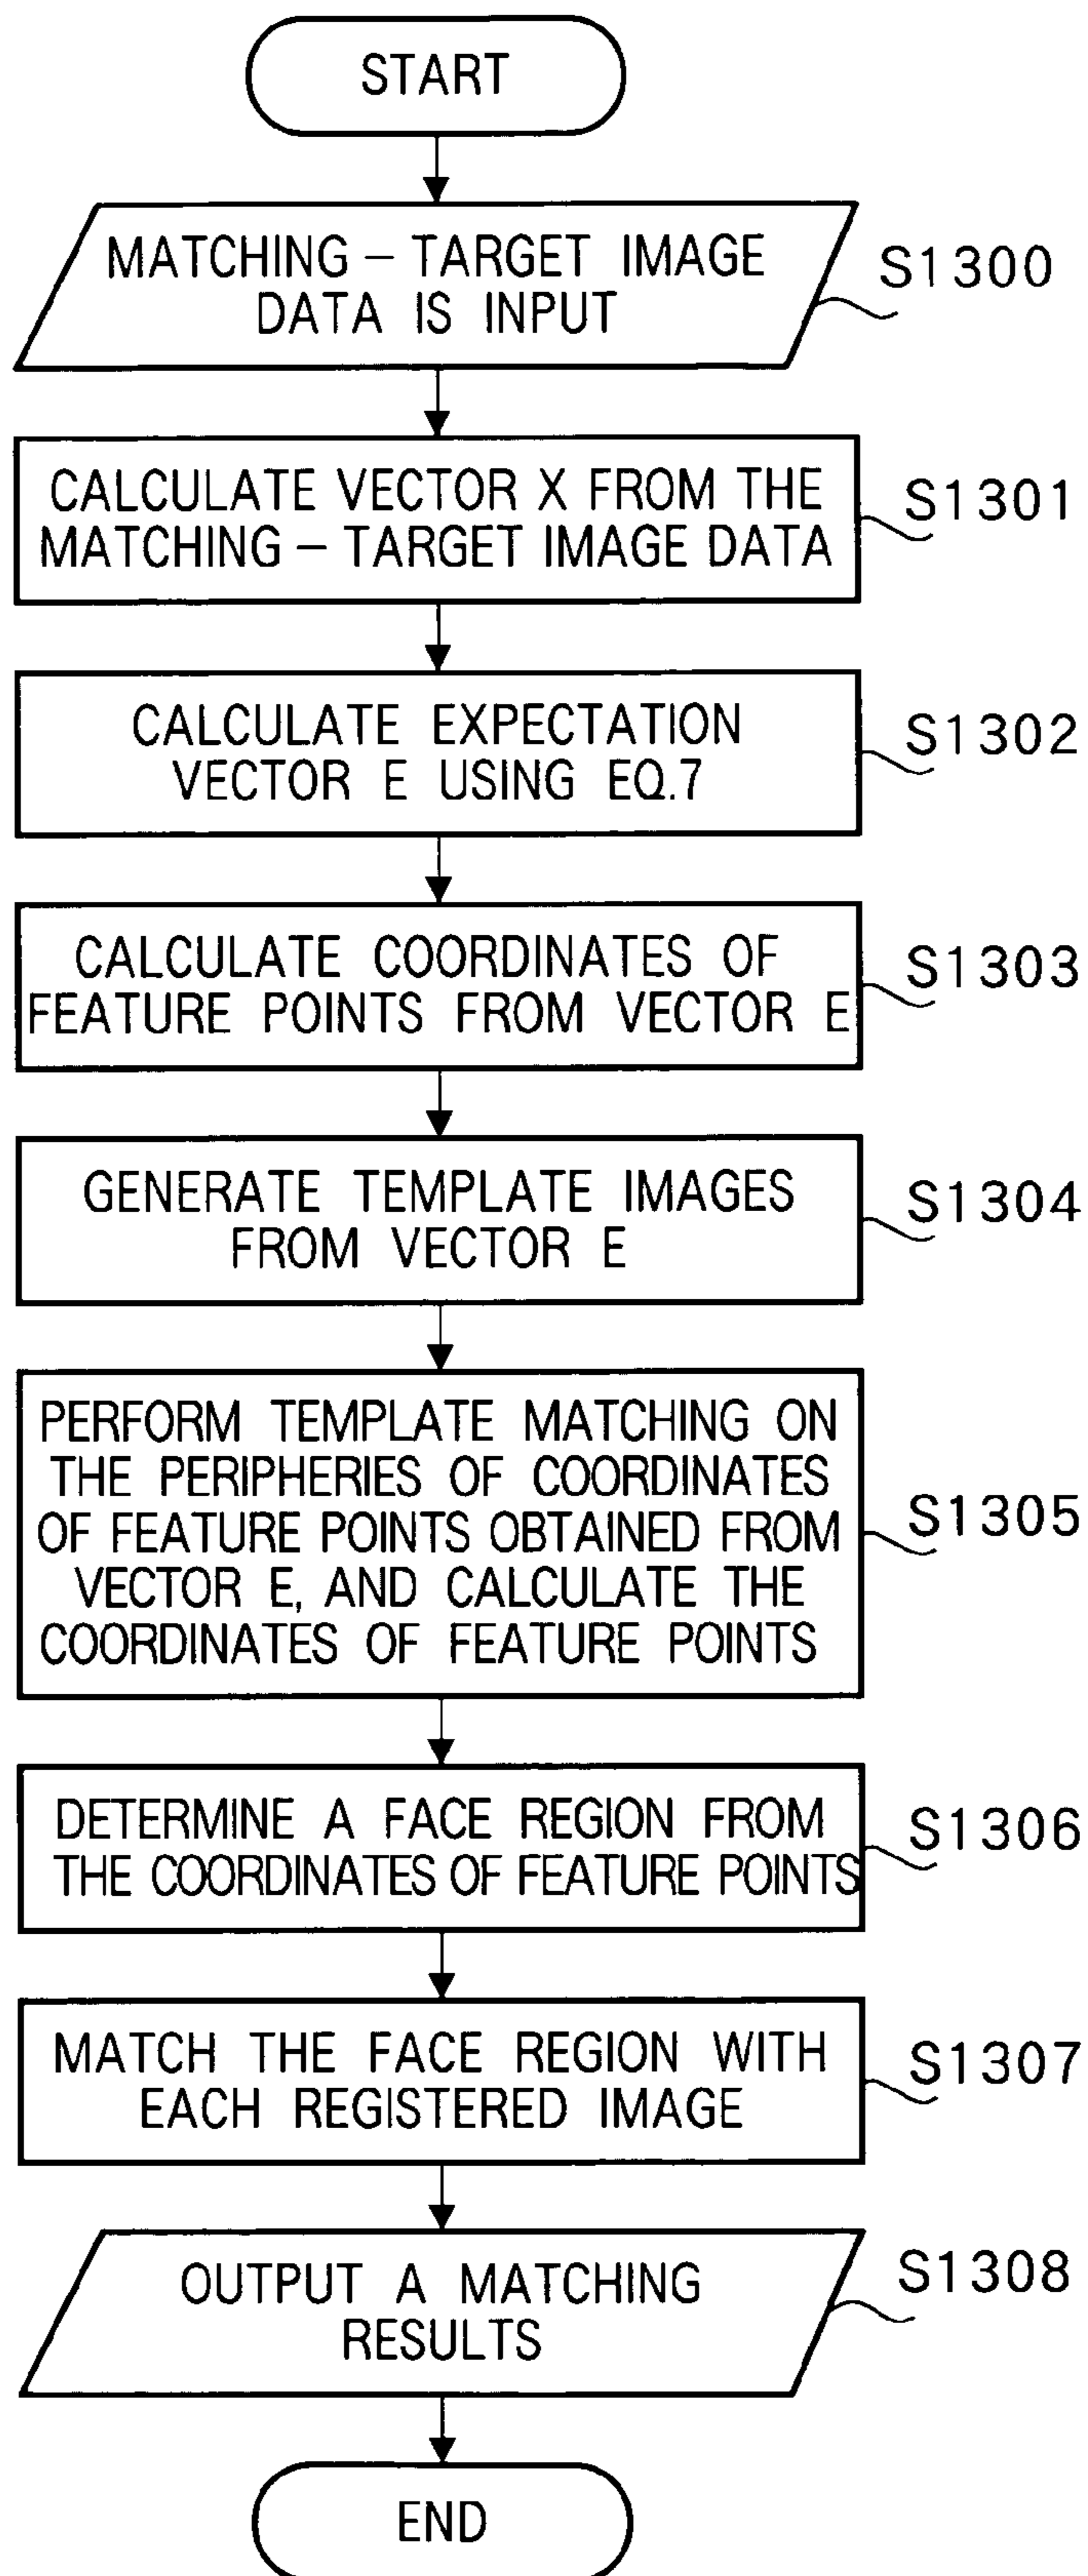 START
MATCHING – TARGET IMAGE
DATA IS INPUT
S1300
CALCULATE VECTOR X FROM THE
MATCHING – TARGET IMAGE DATA
S1301
CALCULATE EXPECTATION
VECTOR E USING EQ.7
S1302
CALCULATE COORDINATES OF
FEATURE POINTS FROM VECTOR E
S1303
GENERATE TEMPLATE IMAGES
FROM VECTOR E
S1304
PERFORM TEMPLATE MATCHING ON
THE PERIPHERIES OF COORDINATES
OF FEATURE POINTS OBTAINED FROM
VECTOR E, AND CALCULATE THE
COORDINATES OF FEATURE POINTS
S1305
DETERMINE A FACE REGION FROM
THE COORDINATES OF FEATURE POINTS
S1306
MATCH THE FACE REGION WITH
EACH REGISTERED IMAGE
S1307
OUTPUT A MATCHING
RESULTS
S1308
END